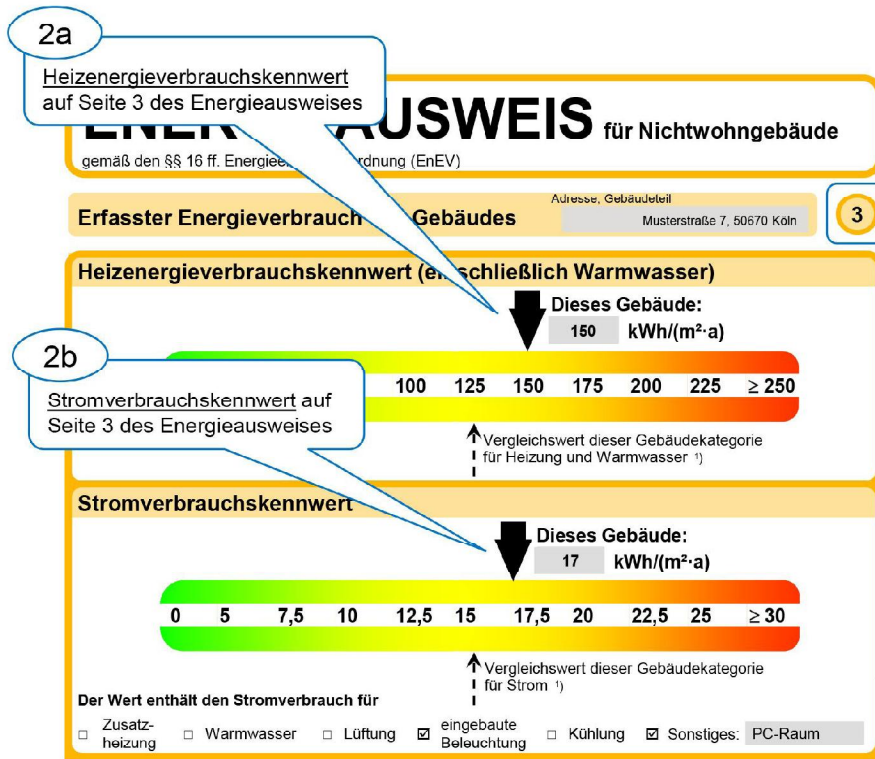 2a
Heizenergieverbrauchskennwert
auf Seite 3 des Energieausweises
ENER AUSWEIS für Nichtwohngebäude
gemäß den §§ 16 ff. Energieei rdnung (EnEV)
Erfasster Energieverbrauch Gebäudes
Adresse, Gebäudeteil
Musterstraße 7, 50670 Köln
3
Heizenergieverbrauchskennwert (einschließlich Warmwasser)
Dieses Gebäude:
150 kWh/(m²·a)
100 125 150 175 200 225 ≥ 250
2b
Stromverbrauchskennwert auf
Seite 3 des Energieausweises
Vergleichswert dieser Gebäudekategorie
für Heizung und Warmwasser ¹)
Stromverbrauchskennwert
Dieses Gebäude:
17 kWh/(m²·a)
0 5 7,5 10 12,5 15 17,5 20 22,5 25 ≥ 30
Vergleichswert dieser Gebäudekategorie
für Strom ¹)
Der Wert enthält den Stromverbrauch für
☐ Zusatz-
heizung
☐ Warmwasser
☐ Lüftung
☑ eingebaute
Beleuchtung
☐ Kühlung
☑ Sonstiges: PC-Raum